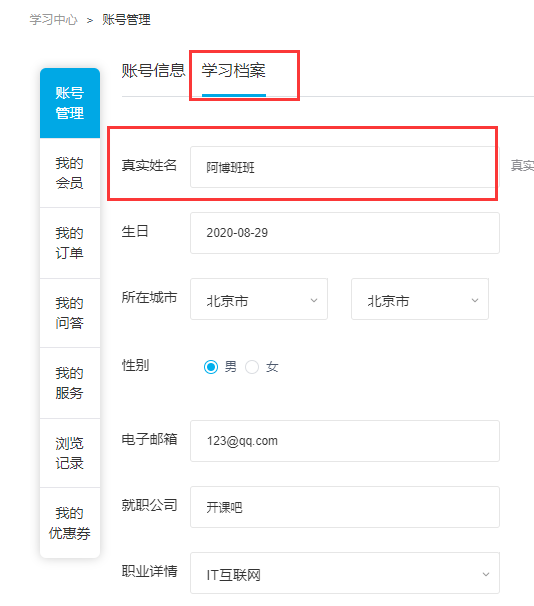 学习中心 > 账号管理
账号信息 学习档案
账号
管理
我的
会员
我的
订单
我的
问答
我的
服务
浏览
记录
我的
优惠券
真实姓名 阿博班班 真实
生日 2020-08-29
所在城市 北京市 北京市
性别 男 女
电子邮箱 123@qq.com
就职公司 开课吧
职业详情 IT互联网